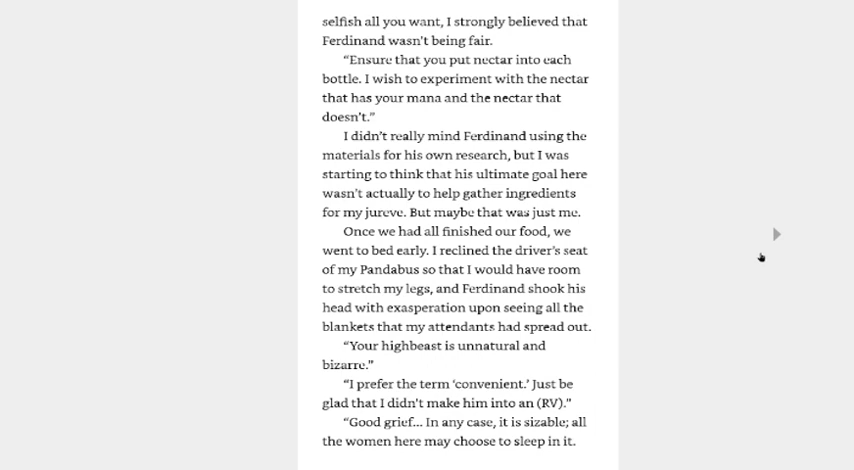 selfish all you want, I strongly believed that
Ferdinand wasn't being fair.
“Ensure that you put nectar into each
bottle. I wish to experiment with the nectar
that has your mana and the nectar that
doesn't.”
I didn't really mind Ferdinand using the
materials for his own research, but I was
starting to think that his ultimate goal here
wasn't actually to help gather ingredients
for my jureve. But maybe that was just me.
Once we had all finished our food, we
went to bed early. I reclined the driver's seat
of my Pandabus so that I would have room
to stretch my legs, and Ferdinand shook his
head with exasperation upon seeing all the
blankets that my attendants had spread out.
“Your highbeast is unnatural and
bizarre.”
“I prefer the term ‘convenient.’ Just be
glad that I didn't make him into an (RV).”
“Good grief... In any case, it is sizable; all
the women here may choose to sleep in it.